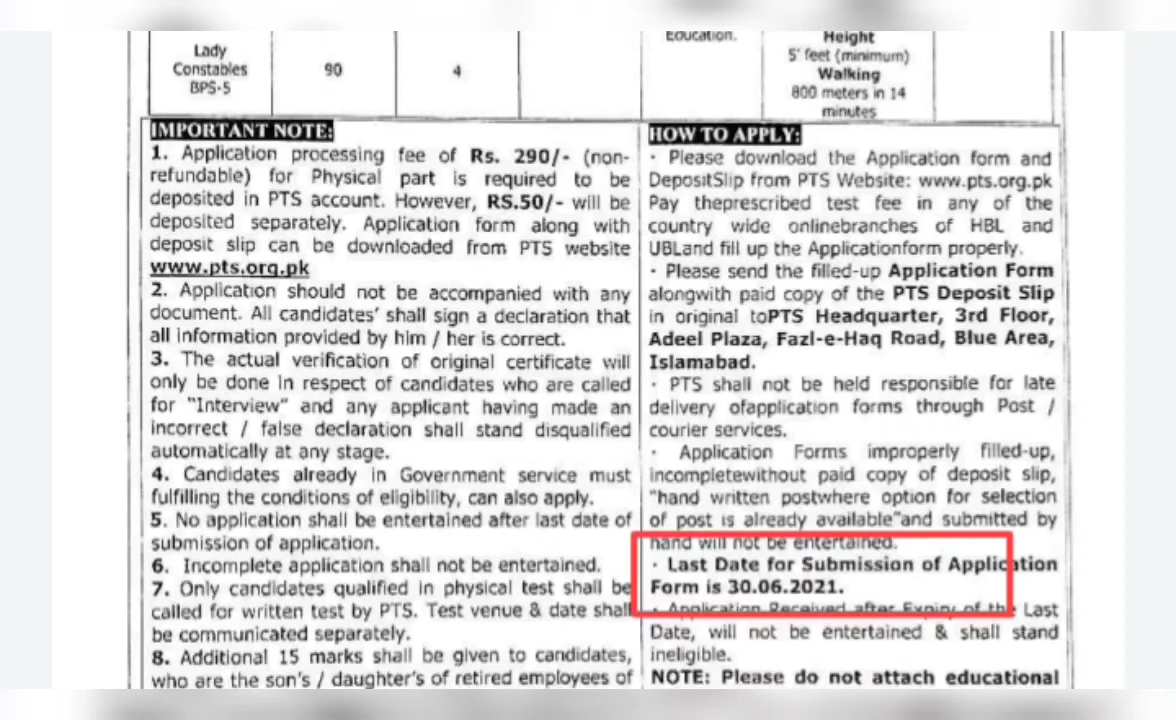 Lady
Constables
BPS-5
90
4
Education.
Height
5' feet (minimum)
Walking
800 meters in 14
minutes
IMPORTANT NOTE:
1. Application processing fee of Rs. 290/- (non-
refundable) for Physical part is required to be
deposited in PTS account. However, RS.50/- will be
deposited separately. Application form along with
deposit slip can be downloaded from PTS website
www.pts.org.pk
2. Application should not be accompanied with any
document. All candidates' shall sign a declaration that
all information provided by him / her is correct.
3. The actual verification of original certificate will
only be done in respect of candidates who are called
for "Interview" and any applicant having made an
incorrect / false declaration shall stand disqualified
automatically at any stage.
4. Candidates already in Government service must
fulfilling the conditions of eligibility, can also apply.
5. No application shall be entertained after last date of
submission of application.
6. Incomplete application shall not be entertained.
7. Only candidates qualified in physical test shall be
called for written test by PTS. Test venue & date shall
be communicated separately.
8. Additional 15 marks shall be given to candidates,
who are the son's / daughter's of retired employees of
HOW TO APPLY:
· Please download the Application form and
DepositSlip from PTS Website: www.pts.org.pk
Pay theprescribed test fee in any of the
country wide onlinebranches of HBL and
UBLand fill up the Applicationform properly.
· Please send the filled-up Application Form
alongwith paid copy of the PTS Deposit Slip
in original toPTS Headquarter, 3rd Floor,
Adeel Plaza, Fazl-e-Haq Road, Blue Area,
Islamabad.
· PTS shall not be held responsible for late
delivery ofapplication forms through Post /
courier services.
· Application Forms improperly filled-up,
incompletewithout paid copy of deposit slip,
"hand written postwhere option for selection
of post is already available"and submitted by
hand will not be entertained.
· Last Date for Submission of Application
Form is 30.06.2021.
· Application Received after Expiry of the Last
Date, will not be entertained & shall stand
ineligible.
NOTE: Please do not attach educational